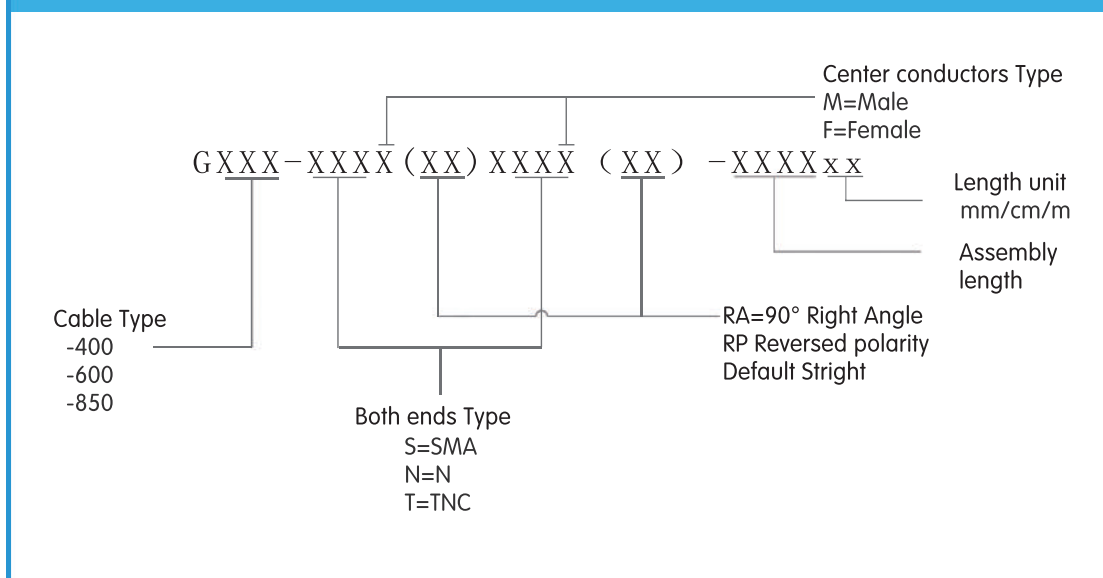 Center conductors Type
M=Male
F=Female
GXXX-XXXX(XX)XXXX (XX) -XXXXxx
Length unit
mm/cm/m
Assembly
length
Cable Type
-400
-600
-850
RA=90° Right Angle
RP Reversed polarity
Default Stright
Both ends Type
S=SMA
N=N
T=TNC